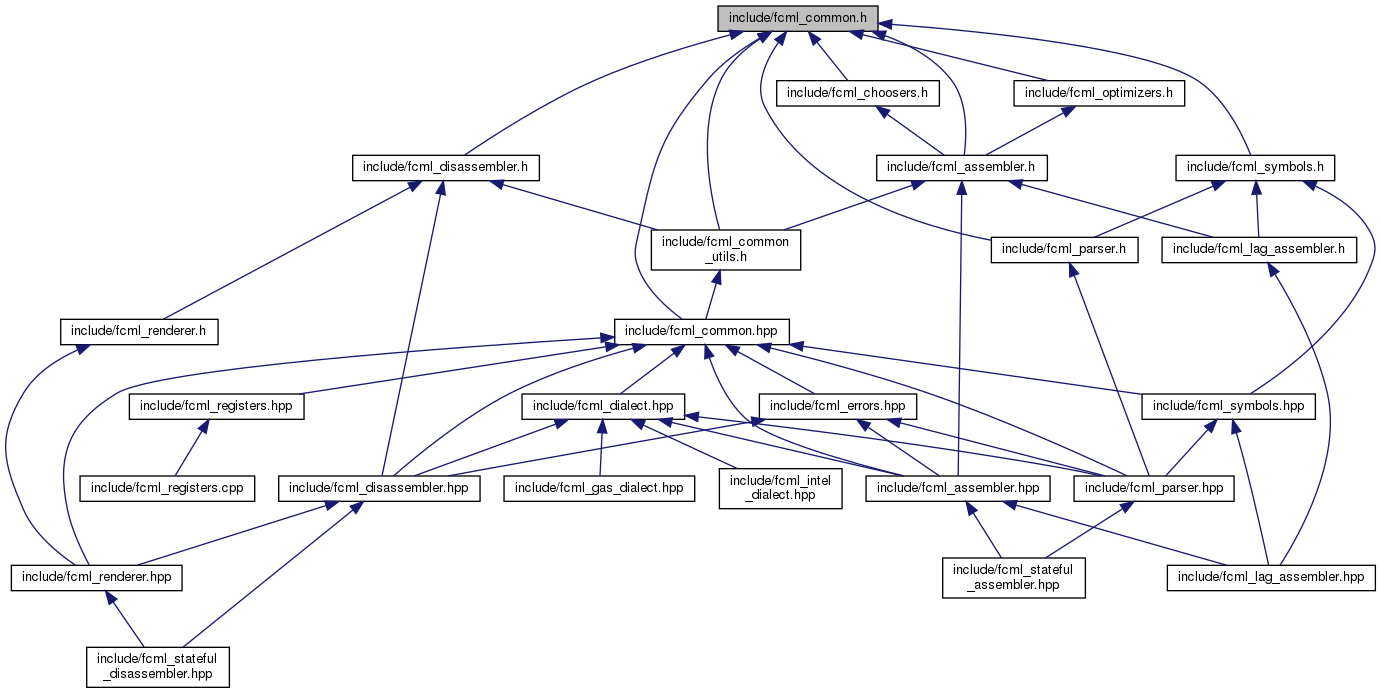 include/fcml_common.h
include/fcml_choosers.h
include/fcml_optimizers.h
include/fcml_disassembler.h
include/fcml_assembler.h
include/fcml_symbols.h
include/fcml_common
_utils.h
include/fcml_parser.h
include/fcml_lag_assembler.h
include/fcml_renderer.h
include/fcml_common.hpp
include/fcml_registers.hpp
include/fcml_dialect.hpp
include/fcml_errors.hpp
include/fcml_symbols.hpp
include/fcml_registers.cpp
include/fcml_disassembler.hpp
include/fcml_gas_dialect.hpp
include/fcml_intel
_dialect.hpp
include/fcml_assembler.hpp
include/fcml_parser.hpp
include/fcml_renderer.hpp
include/fcml_stateful
_assembler.hpp
include/fcml_lag_assembler.hpp
include/fcml_stateful
_disassembler.hpp